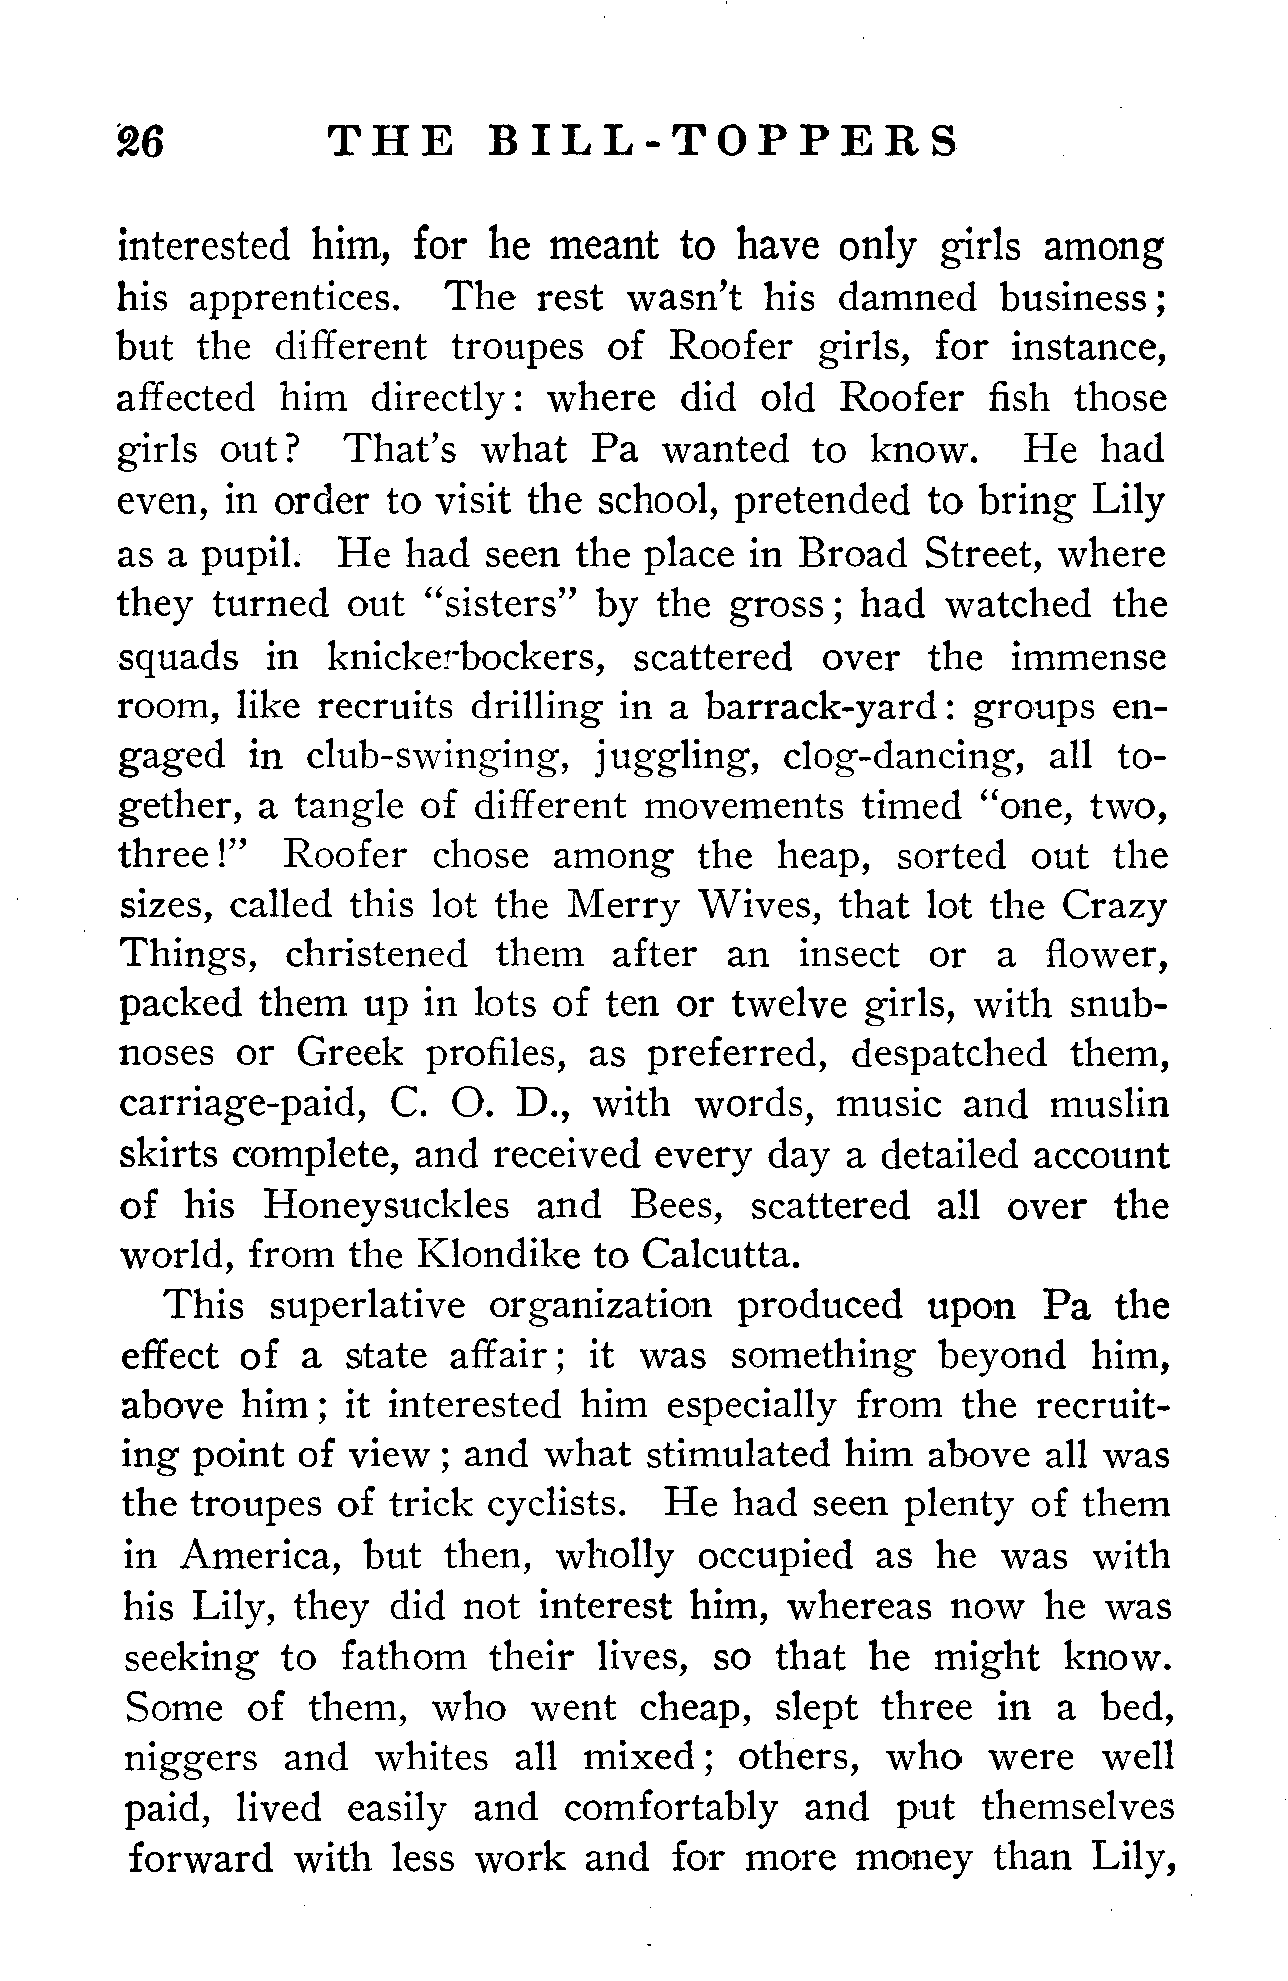 26 THE BILL-TOPPERS
interested him, for he meant to have only girls among
his apprentices. The rest wasn't his damned business;
but the different troupes of Roofer girls, for instance,
affected him directly: where did old Roofer fish those
girls out? That's what Pa wanted to know. He had
even, in order to visit the school, pretended to bring Lily
as a pupil. He had seen the place in Broad Street, where
they turned out "sisters" by the gross; had watched the
squads in knickerbockers, scattered over the immense
room, like recruits drilling in a barrack-yard: groups en-
gaged in club-swinging, juggling, clog-dancing, all to-
gether, a tangle of different movements timed "one, two,
three!" Roofer chose among the heap, sorted out the
sizes, called this lot the Merry Wives, that lot the Crazy
Things, christened them after an insect or a flower,
packed them up in lots of ten or twelve girls, with snub-
noses or Greek profiles, as preferred, despatched them,
carriage-paid, C. O. D., with words, music and muslin
skirts complete, and received every day a detailed account
of his Honeysuckles and Bees, scattered all over the
world, from the Klondike to Calcutta.
This superlative organization produced upon Pa the
effect of a state affair; it was something beyond him,
above him; it interested him especially from the recruit-
ing point of view; and what stimulated him above all was
the troupes of trick cyclists. He had seen plenty of them
in America, but then, wholly occupied as he was with
his Lily, they did not interest him, whereas now he was
seeking to fathom their lives, so that he might know.
Some of them, who went cheap, slept three in a bed,
niggers and whites all mixed; others, who were well
paid, lived easily and comfortably and put themselves
forward with less work and for more money than Lily,